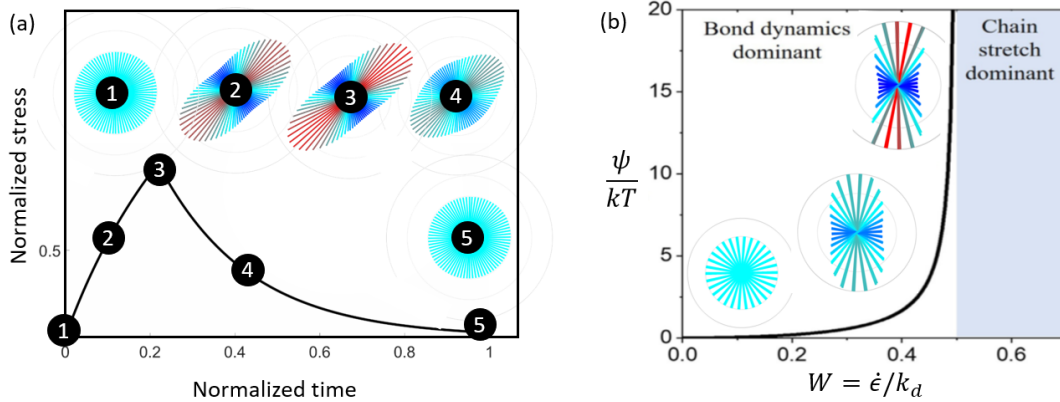 (a)
Normalized stress
0.5
1
2
3
4
5
1
2
3
4
5
0
0.2
0.4
0.6
0.8
1
Normalized time
(b)
ψ
kT
20
15
10
5
0
Bond dynamics
dominant
Chain
stretch
dominant
0.0
0.2
0.4
0.6
W = ϵ̇/k_d